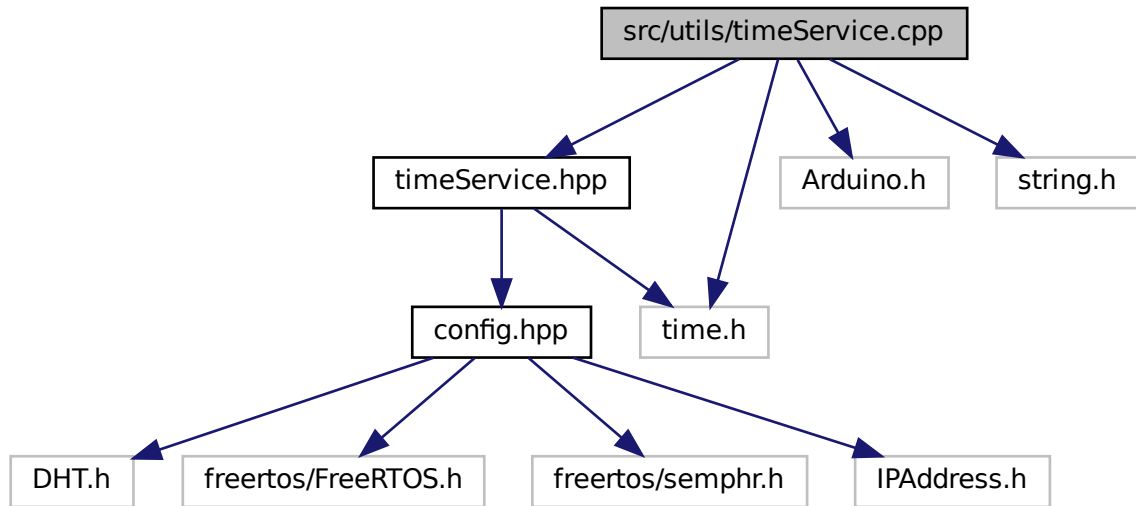 src/utils/timeService.cpp
timeService.hpp
Arduino.h
string.h
config.hpp
time.h
DHT.h
freertos/FreeRTOS.h
freertos/semphr.h
IPAddress.h